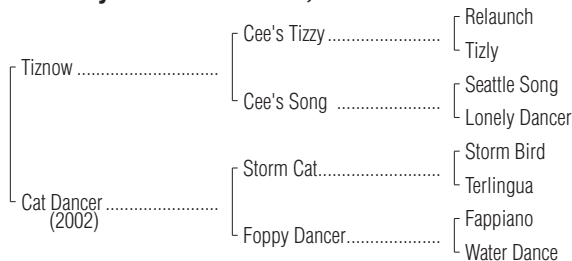 Relaunch
Cee's Tizzy ........................
Tizly
Tiznow ..............................
Seattle Song
Cee's Song ......................
Lonely Dancer
Storm Bird
Storm Cat..........................
Terlingua
Cat Dancer ........................
(2002)
Fappiano
Foppy Dancer....................
Water Dance